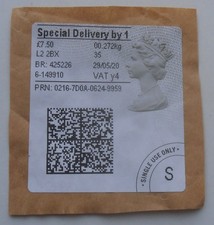 Special Delivery by 1
£7.50 00.272kg
L2 2BX 35
BR: 425226 29/05/20
6-149910 VAT y4
PRN: 0216-7D0A-0624-9959
• SINGLE USE ONLY •
S